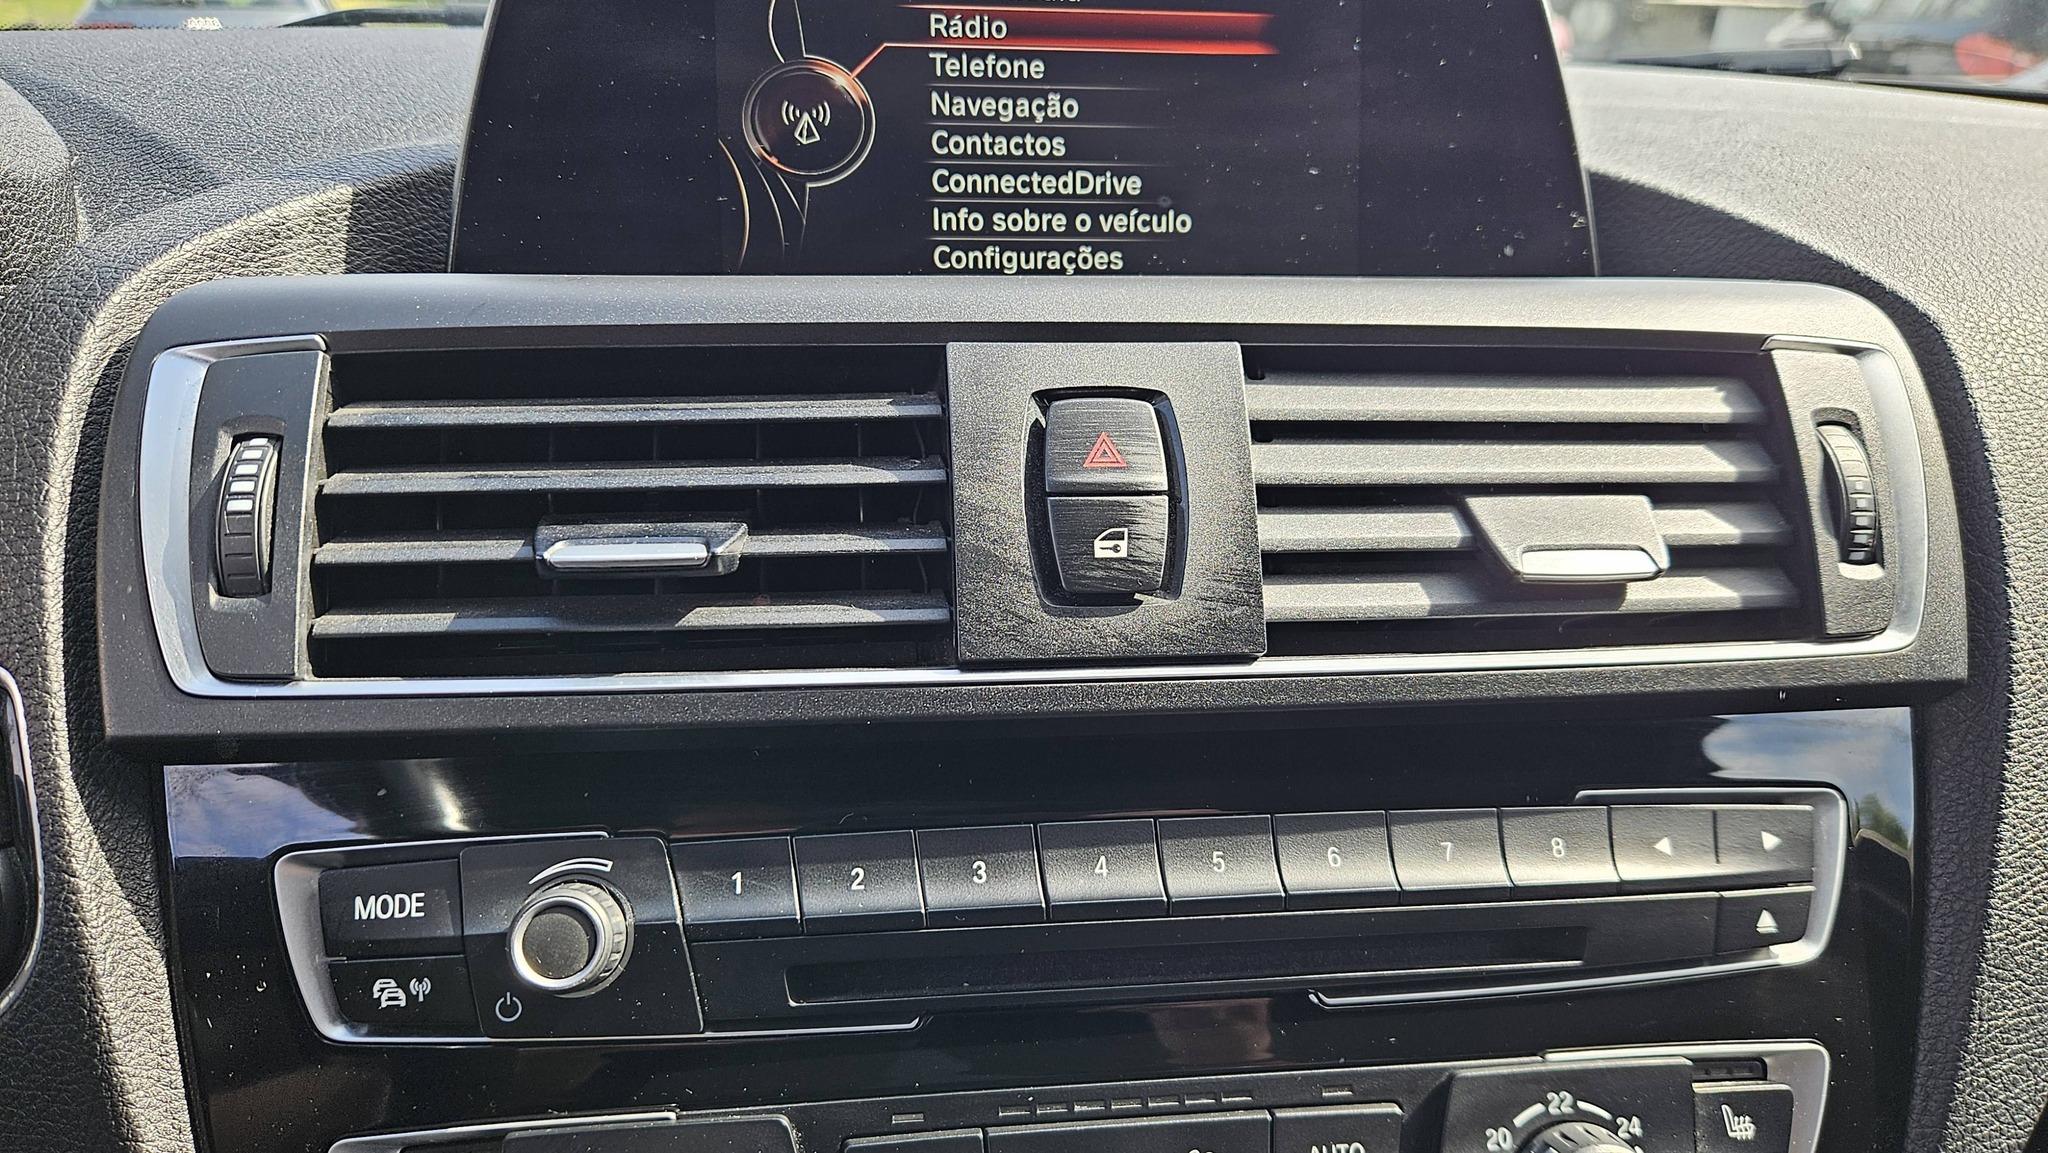 Rádio
Telefone
Navegação
Contactos
ConnectedDrive
Info sobre o veículo
Configurações
1 2 3 4 5 6 7 8
MODE
22
20 24
AUTO